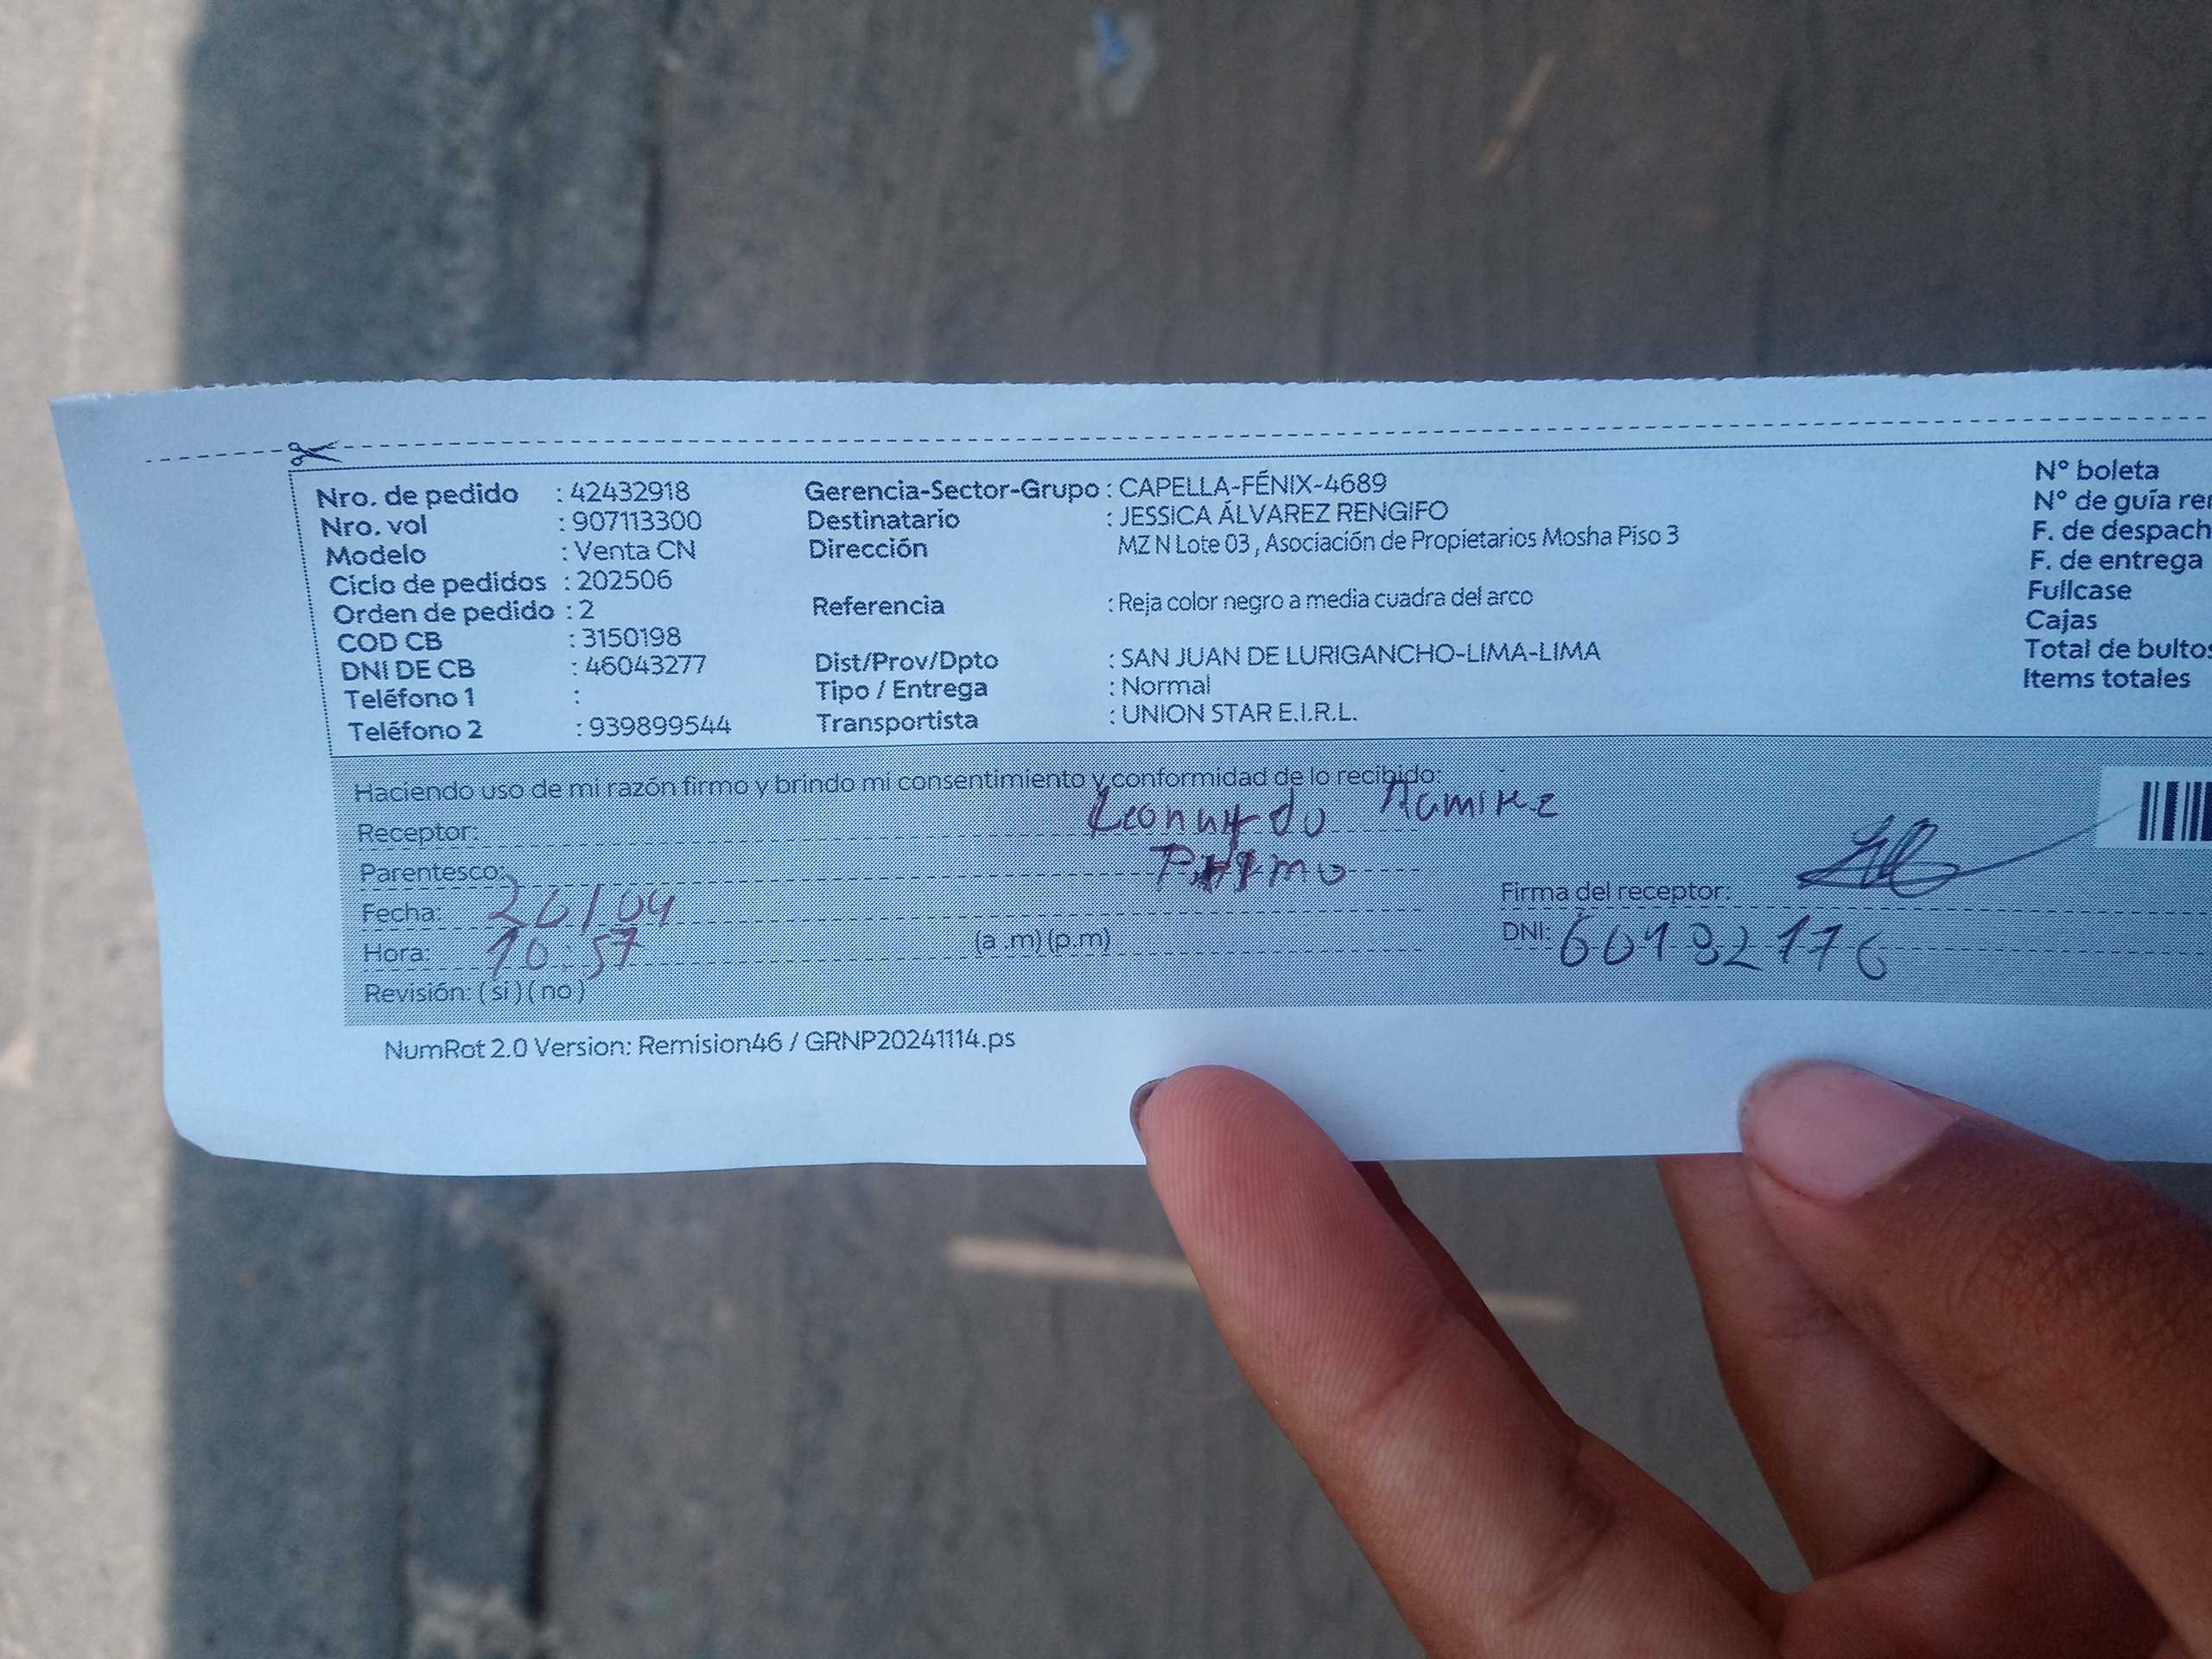 Nro. de pedido : 42432918
Nro. vol : 907113300
Modelo : Venta CN
Ciclo de pedidos : 202506
Orden de pedido : 2
COD CB : 3150198
DNI DE CB : 46043277
Teléfono 1 :
Teléfono 2 : 939899544
Gerencia-Sector-Grupo : CAPELLA-FÉNIX-4689
Destinatario : JESSICA ÁLVAREZ RENGIFO
Dirección MZ N Lote 03 , Asociación de Propietarios Mosha Piso 3
Referencia : Reja color negro a media cuadra del arco
Dist/Prov/Dpto : SAN JUAN DE LURIGANCHO-LIMA-LIMA
Tipo / Entrega : Normal
Transportista : UNION STAR E.I.R.L.
N° boleta
N° de guía
F. de
F. de entrega
Fullcase
Cajas
Total de bultos
Items totales
Haciendo uso de mi razón firmo y brindo mi consentimiento y conformidad de lo recibido:
Receptor: Leonardo Ramirez
Parentesco: Primo
Fecha: 26/04
Hora: 10:57 (a .m) (p.m)
Revisión: ( si ) ( no )
Firma del receptor:
DNI: 60132176
NumRot 2.0 Version: Remision46 / GRNP20241114.ps